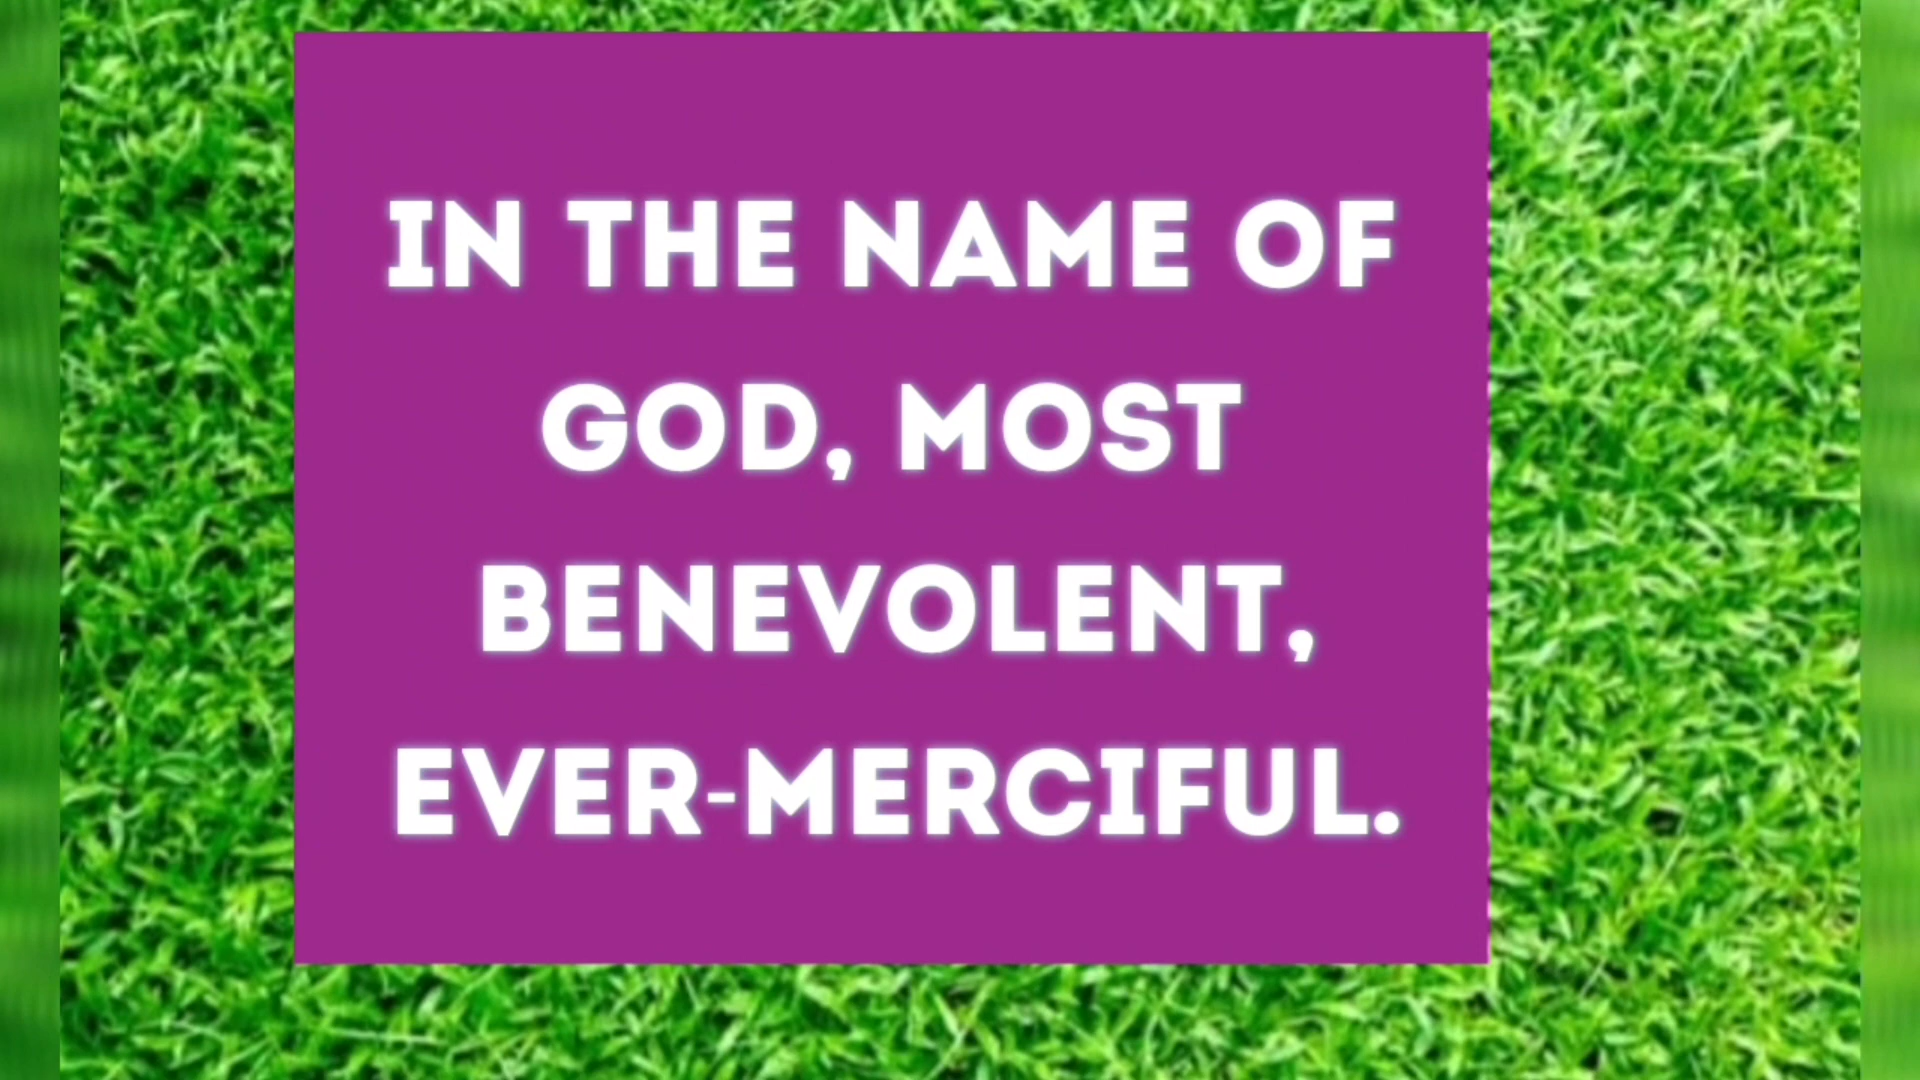 IN THE NAME OF
GOD, MOST
BENEVOLENT,
EVER-MERCIFUL.